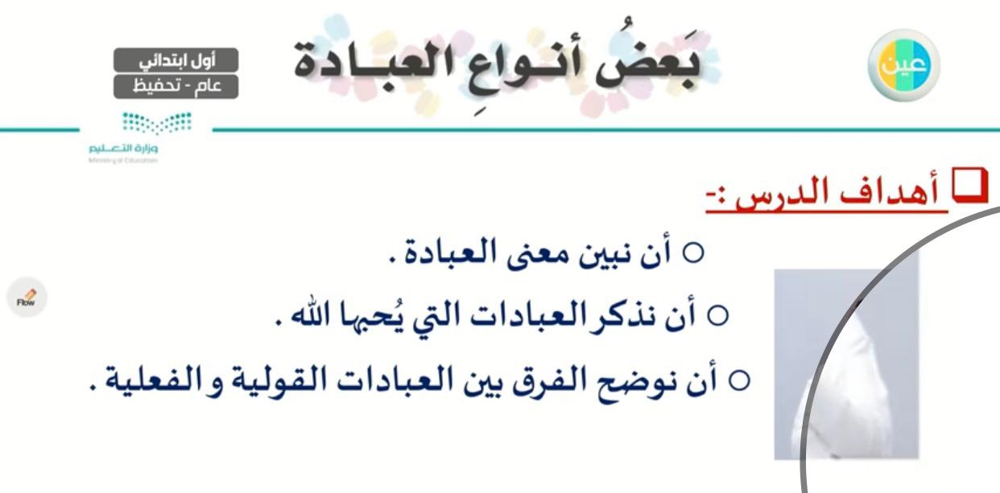 بَعضُ أنـواعِ العبـادة
عين
أول ابتدائي
عام - تحفيظ
وزارة التعـليم
Ministry of Education
أهداف الدرس :-
أن نبين معنى العبادة .
أن نذكر العبادات التي يُحبها الله .
أن نوضح الفرق بين العبادات القولية و الفعلية .
Flow